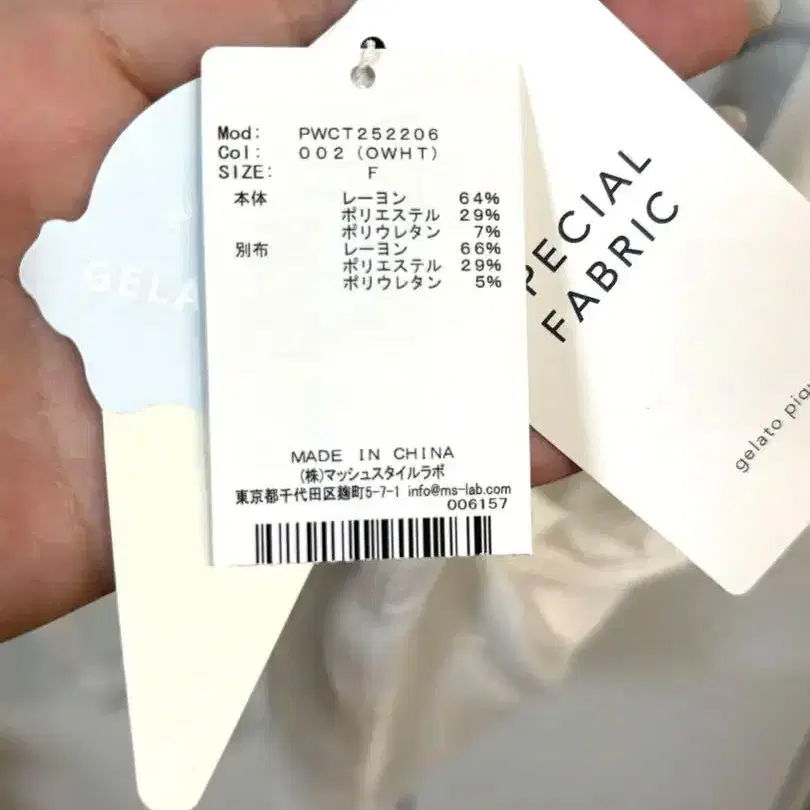 Mod: PWCT252206
Col: 002 (OWHT)
SIZE: F
本体 レーヨン 64%
ポリエステル 29%
ポリウレタン 7%
別布 レーヨン 66%
ポリエステル 29%
ポリウレタン 5%
MADE IN CHINA
(株)マッシュスタイルラボ
東京都千代田区麹町5-7-1 info@ms-lab.com
006157
GELA
PECIAL
FABRIC
gelato piq